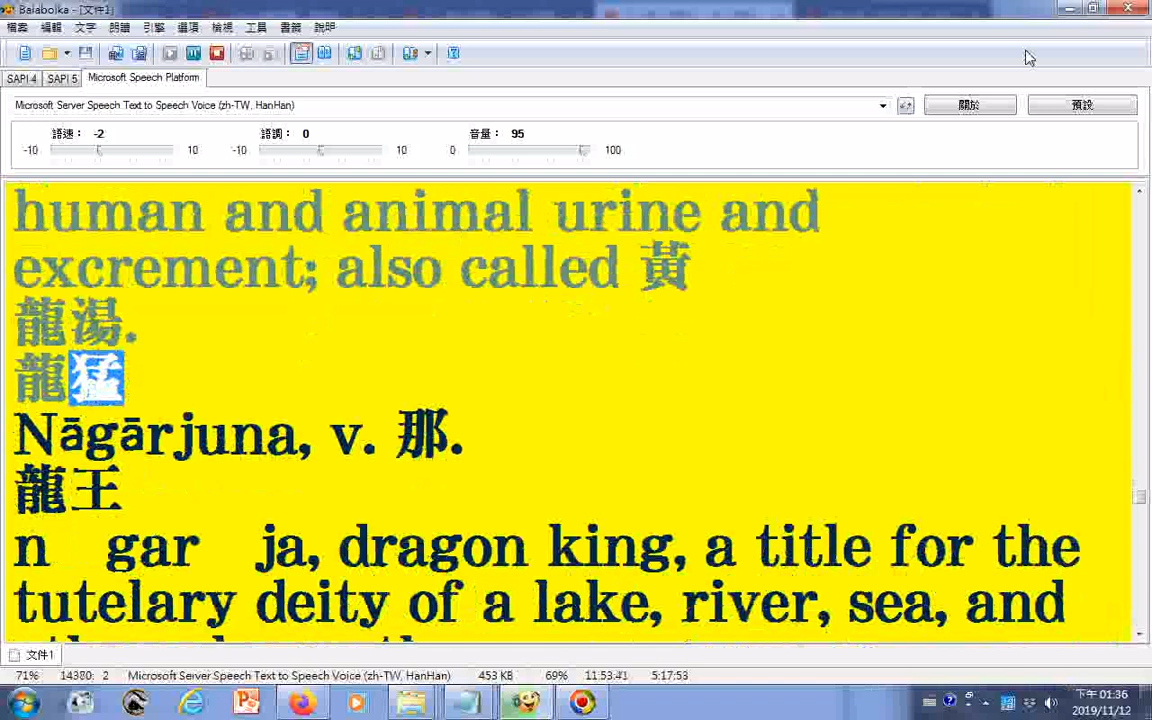 Balabolka - [文件1]
檔案 編輯 文字 朗讀 引擎 選項 檢視 工具 書籤 說明
SAPI 4 SAPI 5 Microsoft Speech Platform
Microsoft Server Speech Text to Speech Voice (zh-TW, HanHan) 關於 預設
語速： -2 語調： 0 音量： 95
-10 10 -10 10 0 100
human and animal urine and
excrement; also called 黃
龍湯.
龍猛
Nāgārjuna, v. 那.
龍王
n gar ja, dragon king, a title for the
tutelary deity of a lake, river, sea, and
文件1
71% 14380: 2 Microsoft Server Speech Text to Speech Voice (zh-TW, HanHan) 453 KB 69% 11:53:41 5:17:53
下午 01:36
2019/11/12